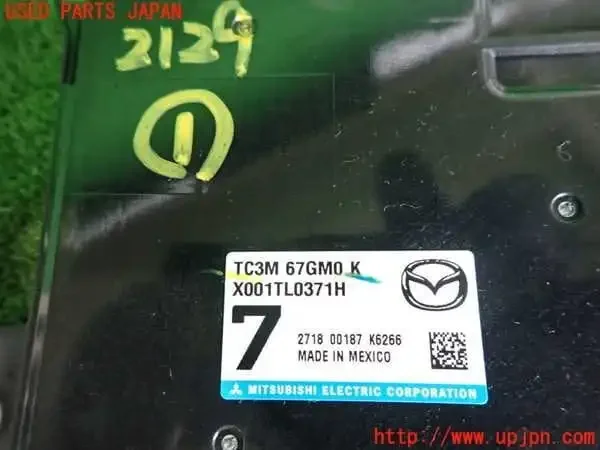 USED PARTS JAPAN
2129
1
6
TC3M 67GM0 K
X001TL0371H
7
2718 00187 K6266
MADE IN MEXICO
MITSUBISHI ELECTRIC CORPORATION
http://www.upjpn.com/